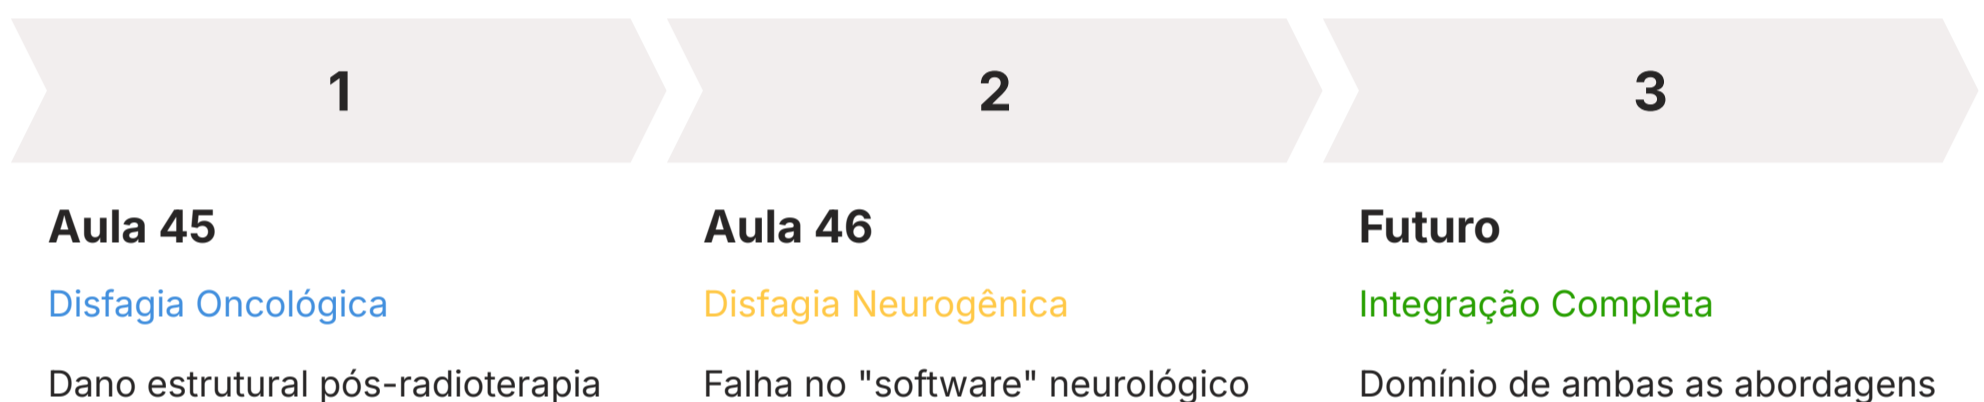 1
2
3
Aula 45
Disfagia Oncológica
Dano estrutural pós-radioterapia
Aula 46
Disfagia Neurogênica
Falha no "software" neurológico
Futuro
Integração Completa
Domínio de ambas as abordagens